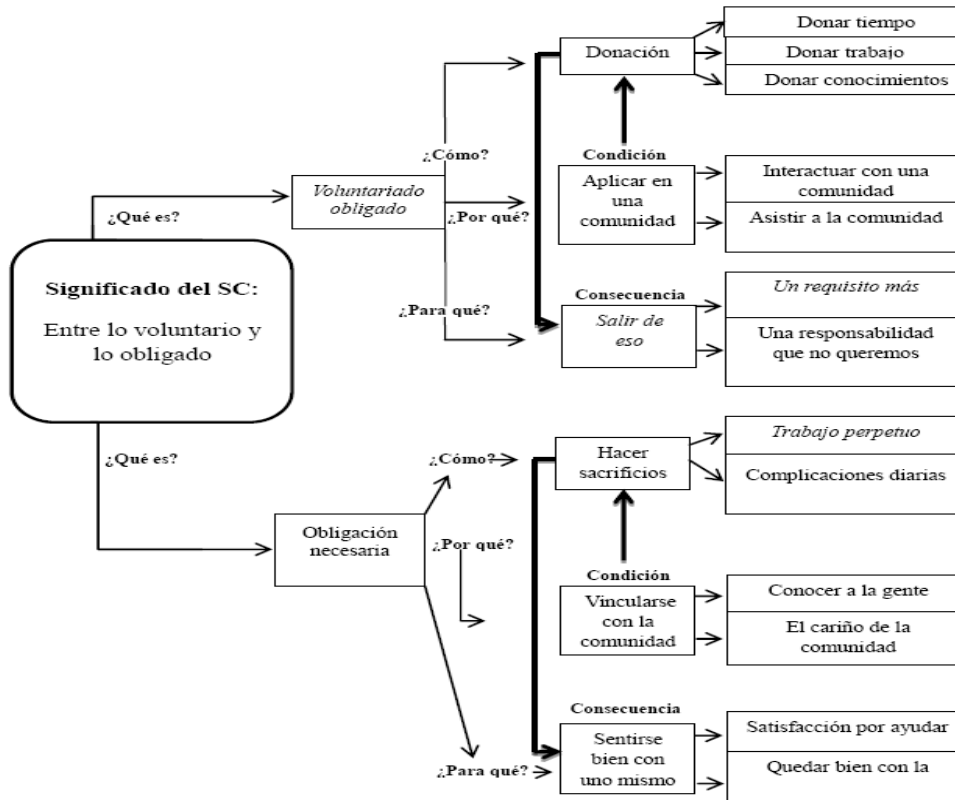 ¿Qué es?
Significado del SC:
Entre lo voluntario y
lo obligado
¿Qué es?
Voluntariado
obligado
¿Cómo?
¿Por qué?
¿Para qué?
Donación
Donar tiempo
Donar trabajo
Donar conocimientos
Condición
Aplicar en
una
comunidad
Interactuar con una
comunidad
Asistir a la comunidad
Consecuencia
Salir de
eso
Un requisito más
Una responsabilidad
que no queremos
Obligación
necesaria
¿Cómo?
¿Por qué?
¿Para qué?
Hacer
sacrificios
Trabajo perpetuo
Complicaciones diarias
Condición
Vincularse
con la
comunidad
Conocer a la gente
El cariño de la
comunidad
Consecuencia
Sentirse
bien con
uno mismo
Satisfacción por ayudar
Quedar bien con la